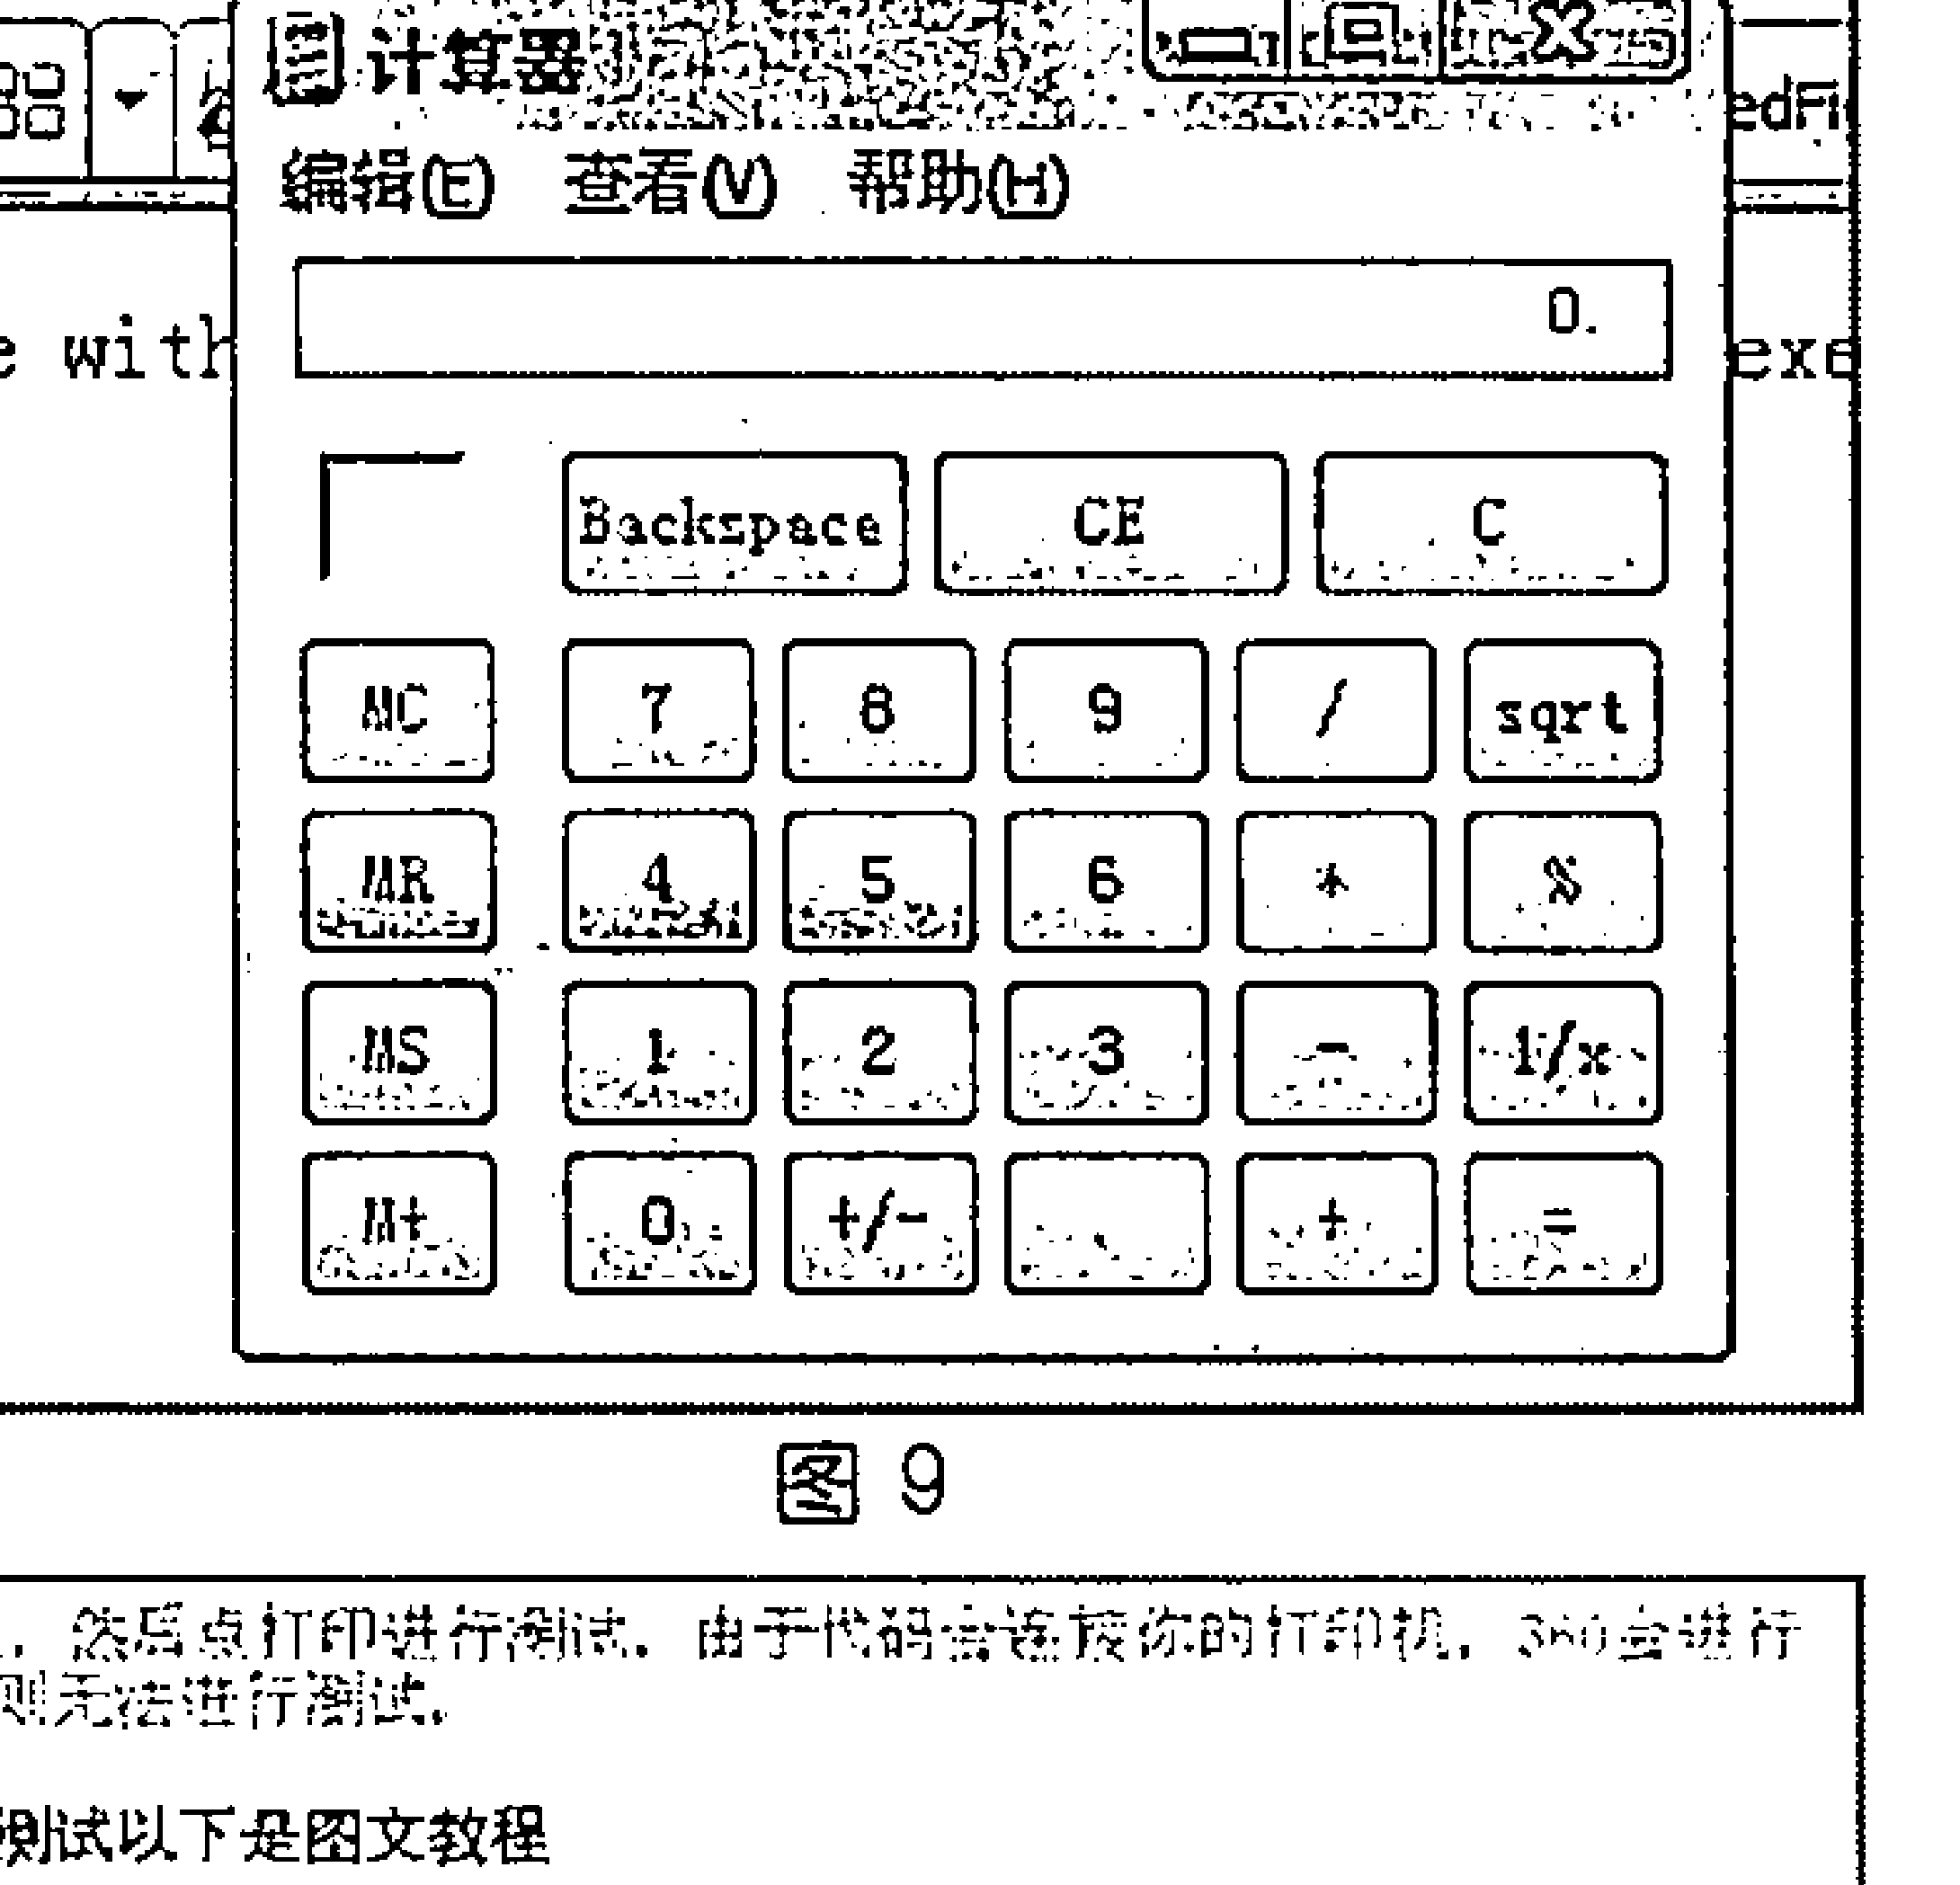 计算器
edFi
编辑(E) 查看(V) 帮助(H)
0.
e with
exe
Backspace CE C
MC 7 8 9 / sqrt
MR 4 5 6 * %
MS 1 2 3 - 1/x
M+ 0 +/- . + =
图 9
，然后点打印进行测试。由于代码会连接你的打印机，360会进行
则无法进行测试。
测试以下是图文教程